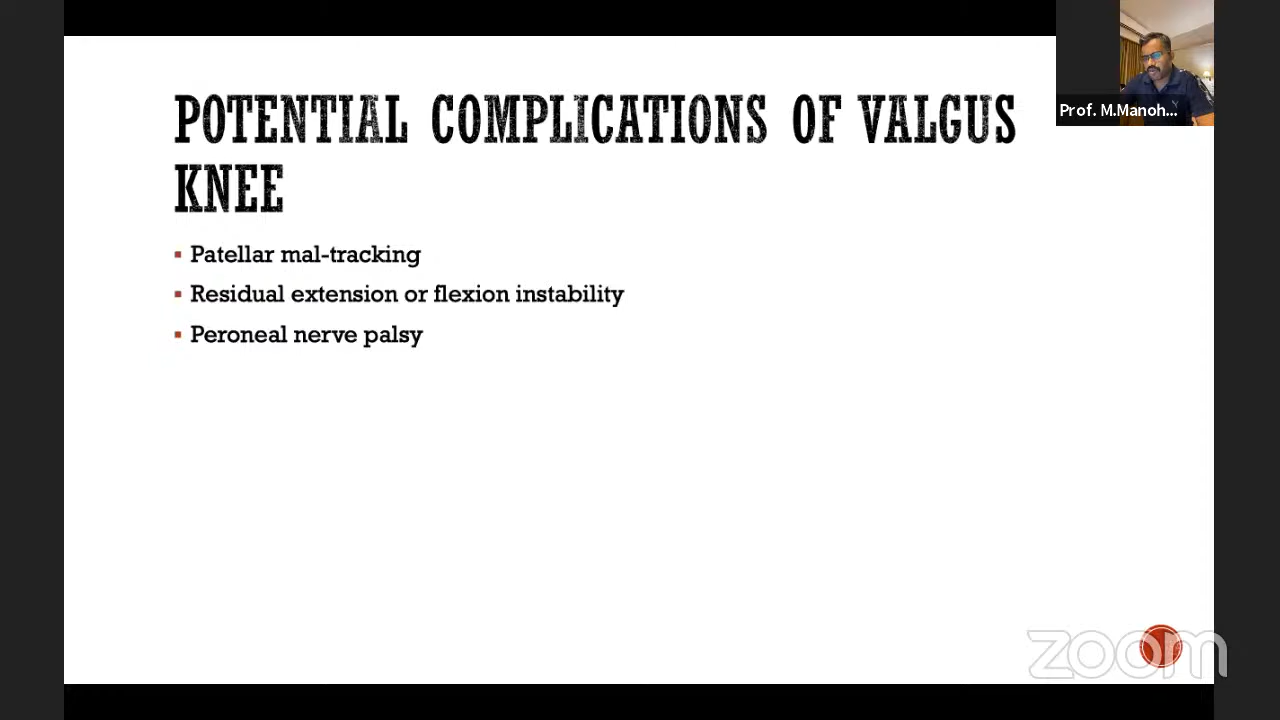 POTENTIAL COMPLICATIONS OF VALGUS
KNEE
Patellar mal-tracking
Residual extension or flexion instability
Peroneal nerve palsy
Prof. M.Manoh...
zoom